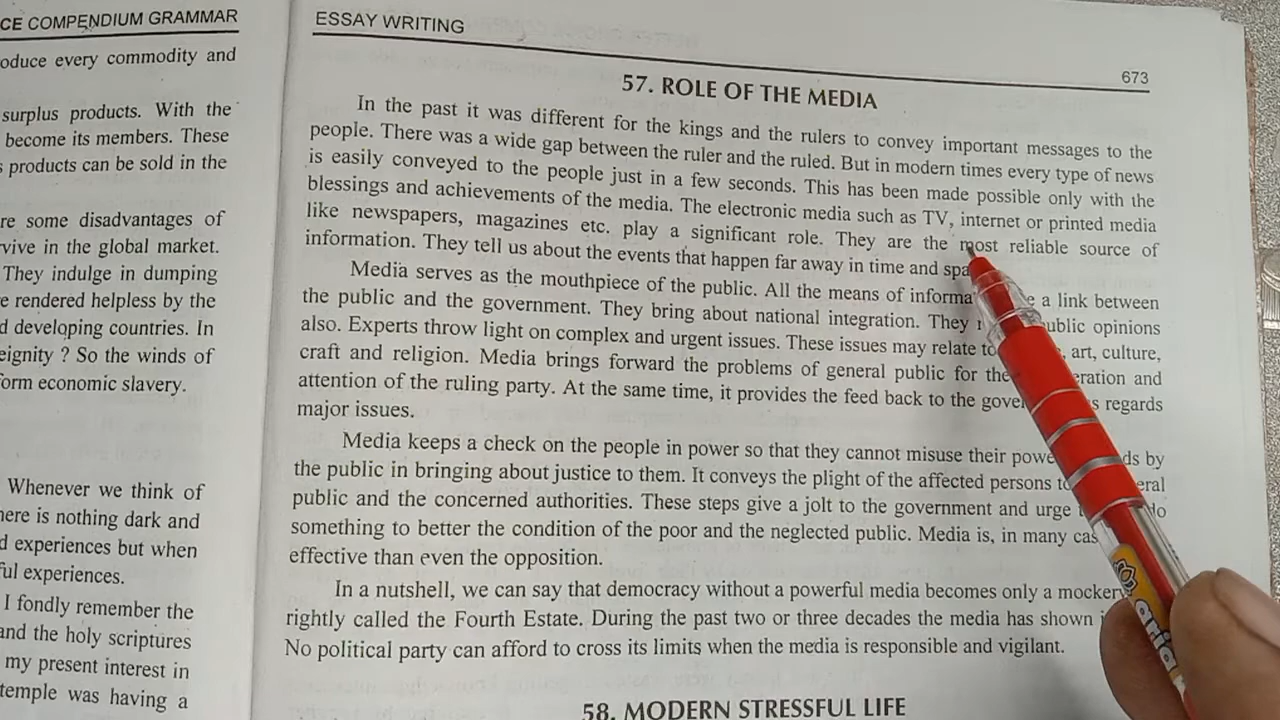 CE COMPENDIUM GRAMMAR
oduce every commodity and
surplus products. With the
become its members. These
s products can be sold in the
re some disadvantages of
rvive in the global market.
They indulge in dumping
e rendered helpless by the
d developing countries. In
eignity ? So the winds of
form economic slavery.
Whenever we think of
here is nothing dark and
d experiences but when
ful experiences.
I fondly remember the
and the holy scriptures
my present interest in
temple was having a
ESSAY WRITING
673
57. ROLE OF THE MEDIA
In the past it was different for the kings and the rulers to convey important messages to the
people. There was a wide gap between the ruler and the ruled. But in modern times every type of news
is easily conveyed to the people just in a few seconds. This has been made possible only with the
blessings and achievements of the media. The electronic media such as TV, internet or printed media
like newspapers, magazines etc. play a significant role. They are the most reliable source of
information. They tell us about the events that happen far away in time and spa
Media serves as the mouthpiece of the public. All the means of informa e a link between
the public and the government. They bring about national integration. They public opinions
also. Experts throw light on complex and urgent issues. These issues may relate to art, culture,
craft and religion. Media brings forward the problems of general public for the eration and
attention of the ruling party. At the same time, it provides the feed back to the gover s regards
major issues.
Media keeps a check on the people in power so that they cannot misuse their powe ds by
the public in bringing about justice to them. It conveys the plight of the affected persons to eral
public and the concerned authorities. These steps give a jolt to the government and urge do
something to better the condition of the poor and the neglected public. Media is, in many cas
effective than even the opposition.
In a nutshell, we can say that democracy without a powerful media becomes only a mockery
rightly called the Fourth Estate. During the past two or three decades the media has shown
No political party can afford to cross its limits when the media is responsible and vigilant.
58. MODERN STRESSFUL LIFE